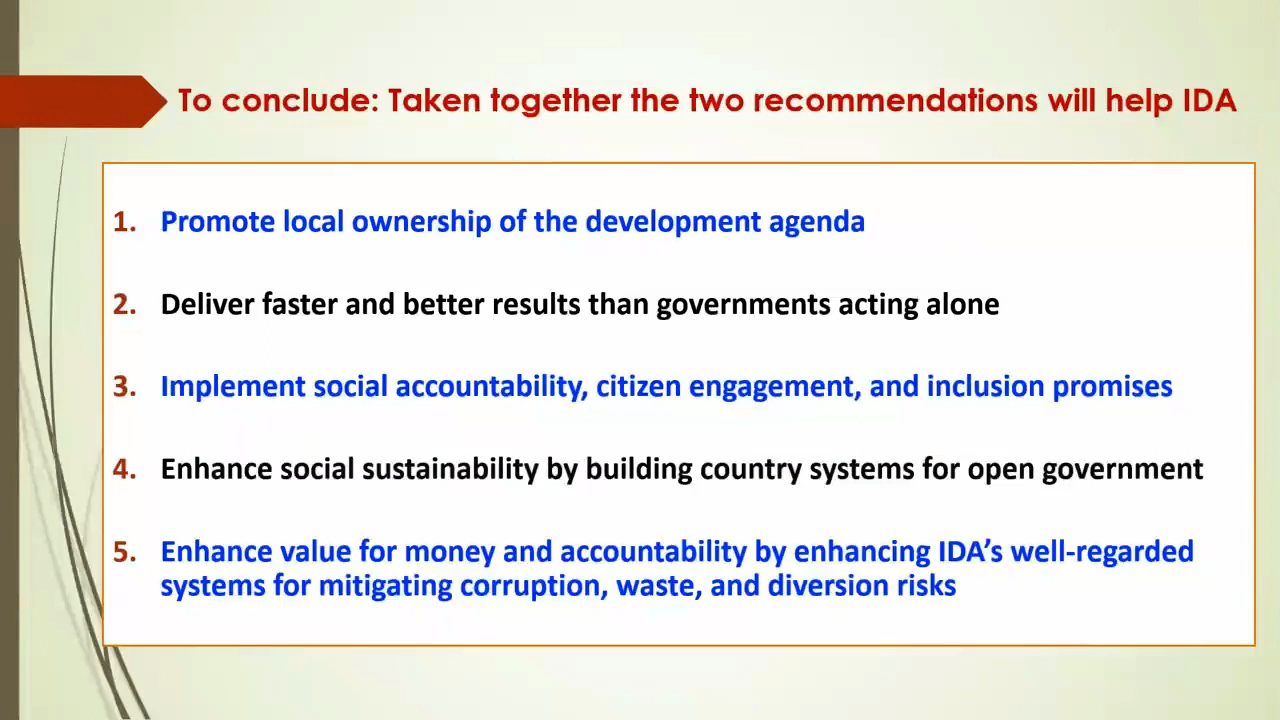 To conclude: Taken together the two recommendations will help IDA
1. Promote local ownership of the development agenda
2. Deliver faster and better results than governments acting alone
3. Implement social accountability, citizen engagement, and inclusion promises
4. Enhance social sustainability by building country systems for open government
5. Enhance value for money and accountability by enhancing IDA’s well-regarded
systems for mitigating corruption, waste, and diversion risks